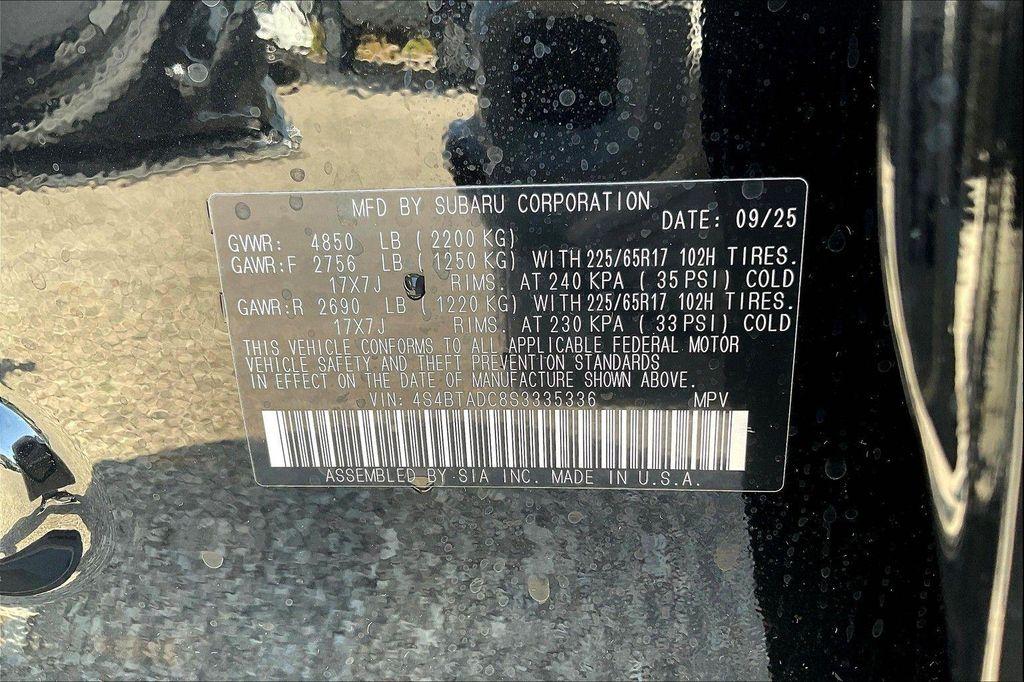 MFD BY SUBARU CORPORATION
DATE: 09/25
GVWR: 4850 LB (2200 KG)
GAWR:F 2756 LB (1250 KG) WITH 225/65R17 102H TIRES.
17X7J RIMS. AT 240 KPA (35 PSI) COLD
GAWR:R 2690 LB (1220 KG) WITH 225/65R17 102H TIRES.
17X7J RIMS. AT 230 KPA (33 PSI) COLD
THIS VEHICLE CONFORMS TO ALL APPLICABLE FEDERAL MOTOR
VEHICLE SAFETY AND THEFT PREVENTION STANDARDS
IN EFFECT ON THE DATE OF MANUFACTURE SHOWN ABOVE.
VIN: 4S4BTADC8S3335336 MPV
ASSEMBLED BY SIA INC. MADE IN U.S.A.